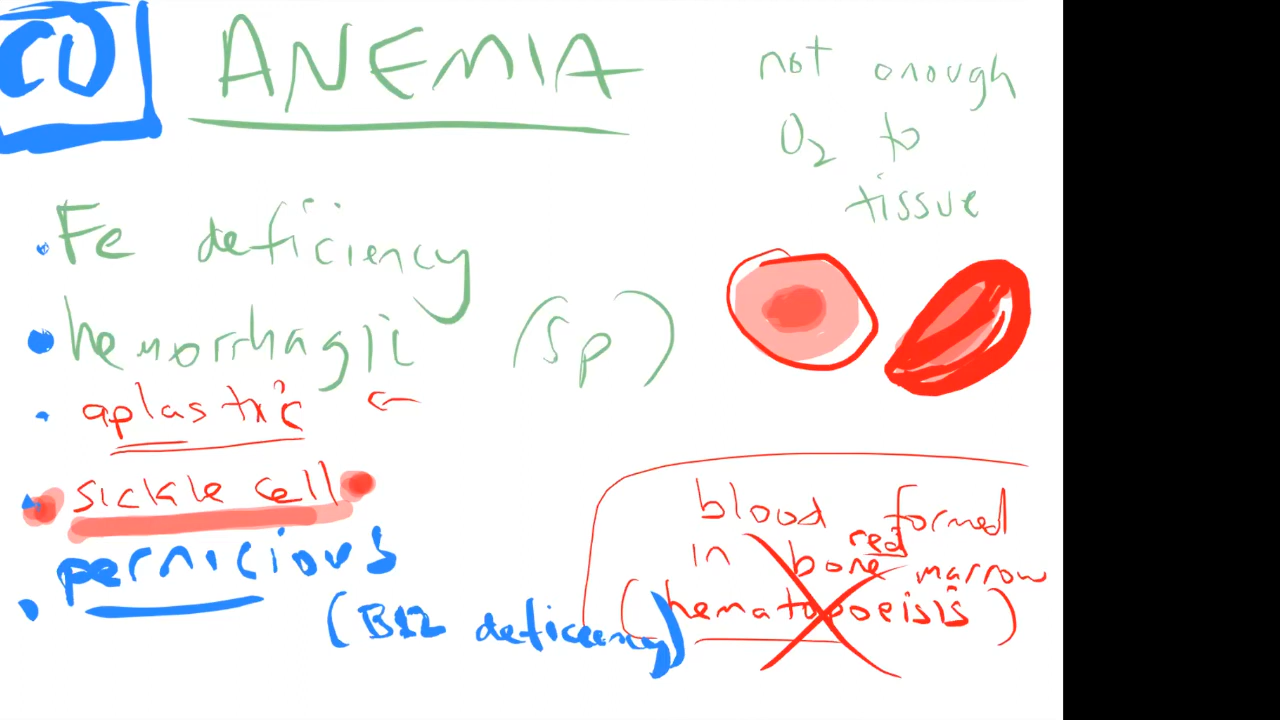 CO
ANEMIA
not enough
O2 to
tissue
Fe deficiency
hemorrhagic (Sp)
aplastic ←
sickle cell
pernicious
(B12 deficiency)
blood formed
in red bone marrow
(hematopoeisis)